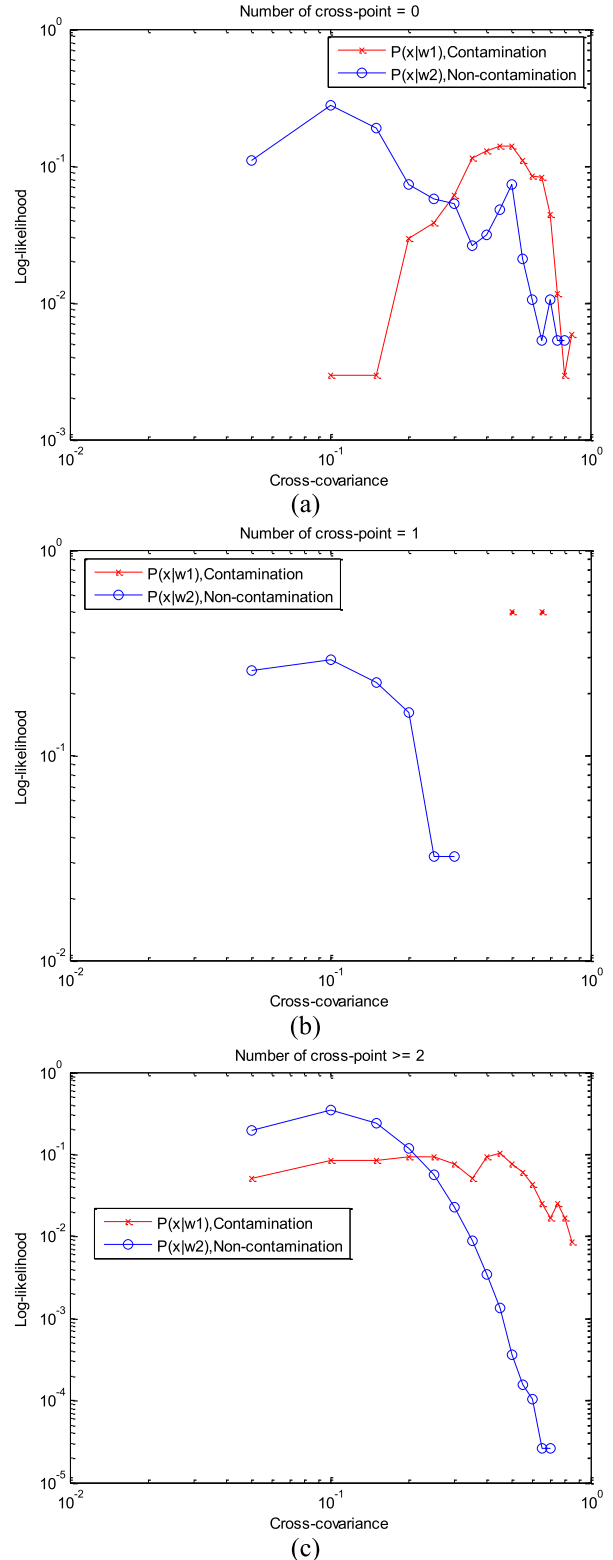 Number of cross-point = 0
10^0
P(x|w1),Contamination
P(x|w2),Non-contamination
10^-1
Log-likelihood
10^-2
10^-3
10^-2 10^-1 10^0
Cross-covariance
(a)
Number of cross-point = 1
10^0
P(x|w1),Contamination
P(x|w2),Non-contamination
Log-likelihood
10^-1
10^-2
10^-2 10^-1 10^0
Cross-covariance
(b)
Number of cross-point >= 2
10^0
10^-1
10^-2
P(x|w1),Contamination
P(x|w2),Non-contamination
Log-likelihood
10^-3
10^-4
10^-5
10^-2 10^-1 10^0
Cross-covariance
(c)